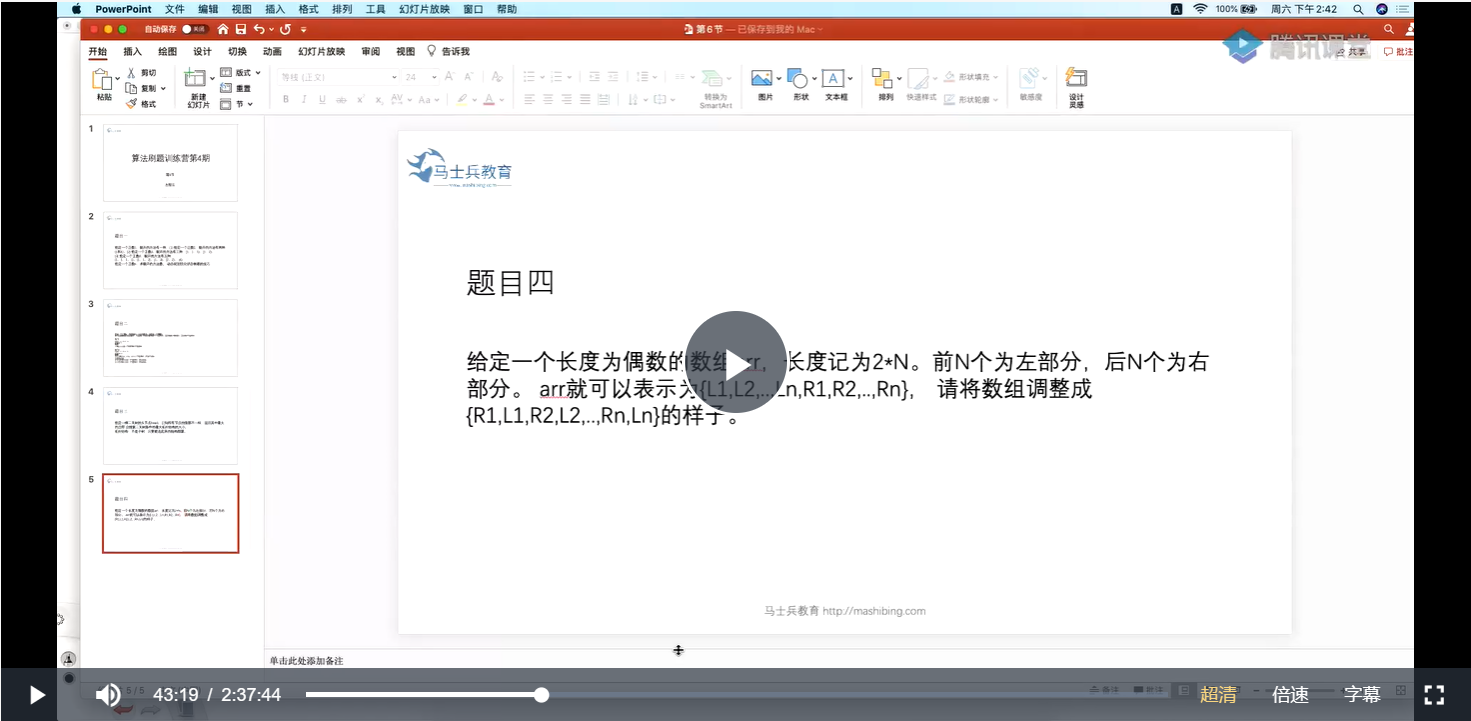 PowerPoint 文件 编辑 视图 插入 格式 排列 工具 幻灯片放映 窗口 帮助
A 100% 周六 下午2:42
自动保存 关闭
第6节 — 已保存到我的 Mac
腾讯课堂
开始 插入 绘图 设计 切换 动画 幻灯片放映 审阅 视图 告诉我
共享 批注
粘贴
剪切
复制
格式
新建
幻灯片
版式
重置
节
等线 (正文) 24
B I U
转换为
SmartArt
图片
形状
文本框
排列
快速样式
形状填充
形状轮廓
敏感度
设计
灵感
1
算法刷题训练营第4期
2
3
4
5
马士兵教育
题目四
给定一个长度为偶数的数组arr，长度记为2*N。前N个为左部分，后N个为右
部分。 arr就可以表示为{L1,L2,..,Ln,R1,R2,..,Rn}， 请将数组调整成
{R1,L1,R2,L2,..,Rn,Ln}的样子。
马士兵教育 http://mashibing.com
单击此处添加备注
43:19 / 2:37:44
超清 倍速 字幕